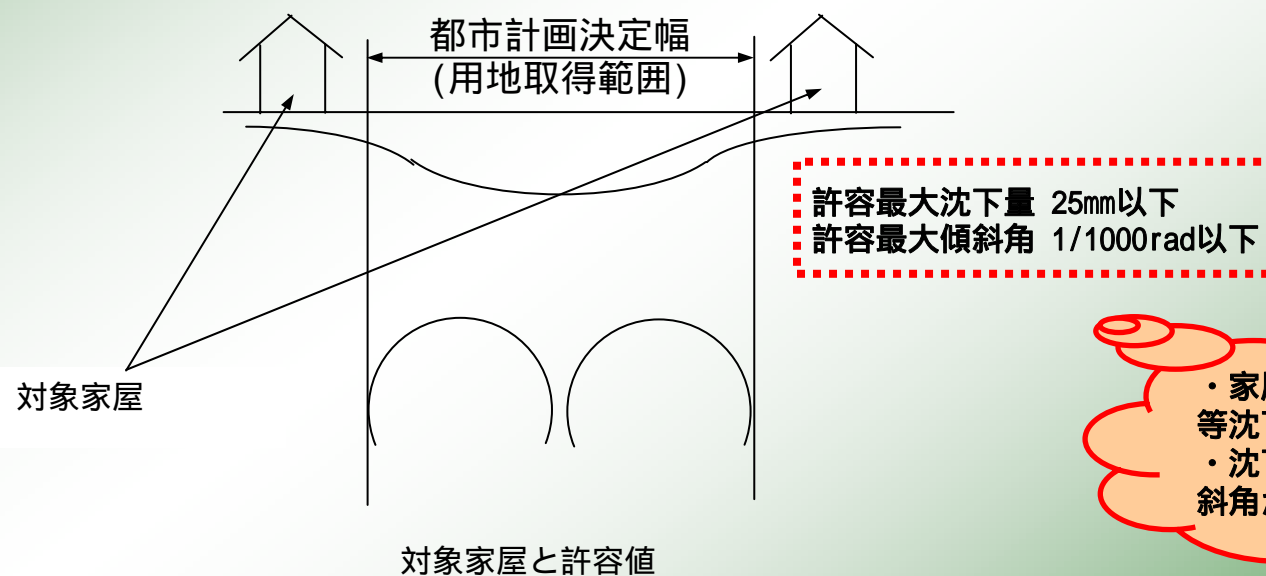 都市計画決定幅
(用地取得範囲)
許容最大沈下量 25mm以下
許容最大傾斜角 1/1000rad以下
対象家屋
・家
等沈
・沈
斜角
対象家屋と許容値